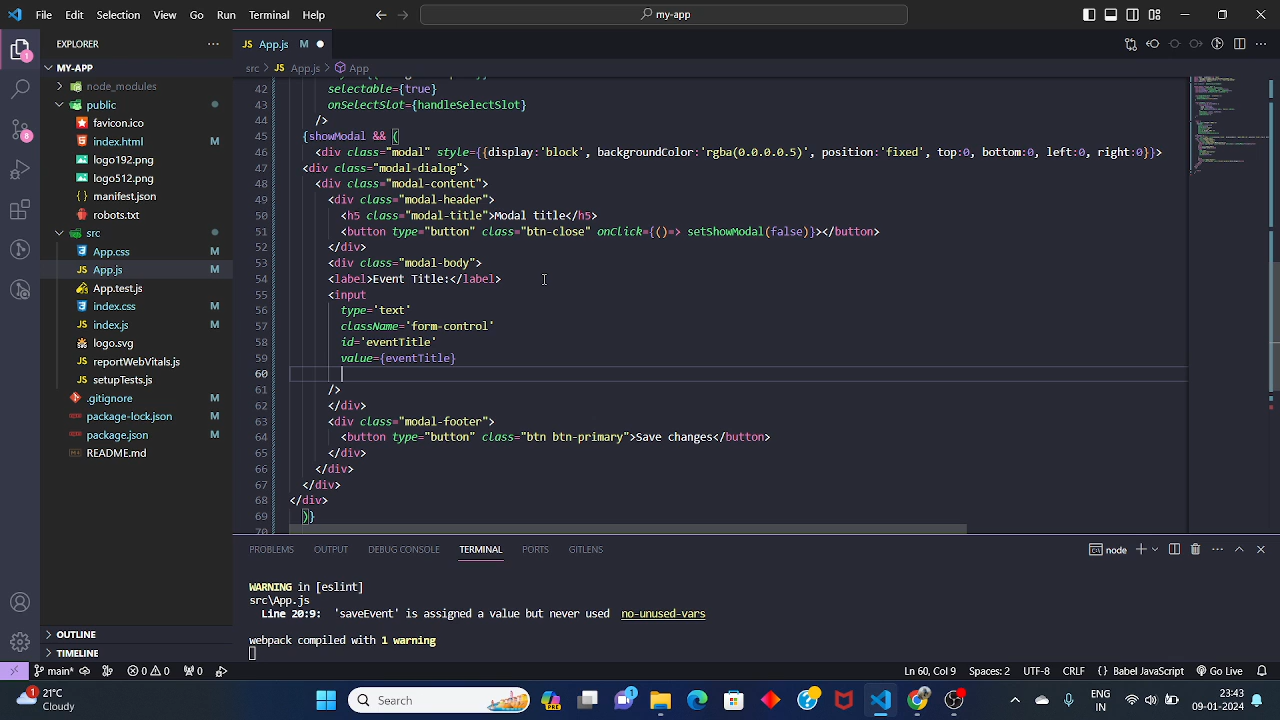 File Edit Selection View Go Run Terminal Help
my-app
EXPLORER
MY-APP
node_modules
public
favicon.ico
index.html
logo192.png
logo512.png
manifest.json
robots.txt
src
App.css M
App.js M
App.test.js
index.css M
index.js M
logo.svg
reportWebVitals.js
setupTests.js
.gitignore M
package-lock.json M
package.json M
README.md
OUTLINE
TIMELINE
App.js M
src > App.js > App
42 selectable={true}
43 onSelectSlot={handleSelectSlot}
44 />
45 {showModal && (
46 <div class="modal" style={{display:'block', backgroundColor:'rgba(0.0.0.0.5)', position:'fixed', top:0, bottom:0, left:0, right:0}}>
47 <div class="modal-dialog">
48 <div class="modal-content">
49 <div class="modal-header">
50 <h5 class="modal-title">Modal title</h5>
51 <button type="button" class="btn-close" onClick={()=> setShowModal(false)}></button>
52 </div>
53 <div class="modal-body">
54 <label>Event Title:</label>
55 <input
56 type='text'
57 className='form-control'
58 id='eventTitle'
59 value={eventTitle}
60
61 />
62 </div>
63 <div class="modal-footer">
64 <button type="button" class="btn btn-primary">Save changes</button>
65 </div>
66 </div>
67 </div>
68 </div>
69 )}
PROBLEMS OUTPUT DEBUG CONSOLE TERMINAL PORTS GITLENS
node
WARNING in [eslint]
src\App.js
Line 20:9: 'saveEvent' is assigned a value but never used no-unused-vars
webpack compiled with 1 warning
main* 0 0 0 Ln 60, Col 9 Spaces: 2 UTF-8 CRLF {} Babel JavaScript Go Live
21°C
Cloudy
Search
ENG
IN
20:43
09-01-2024